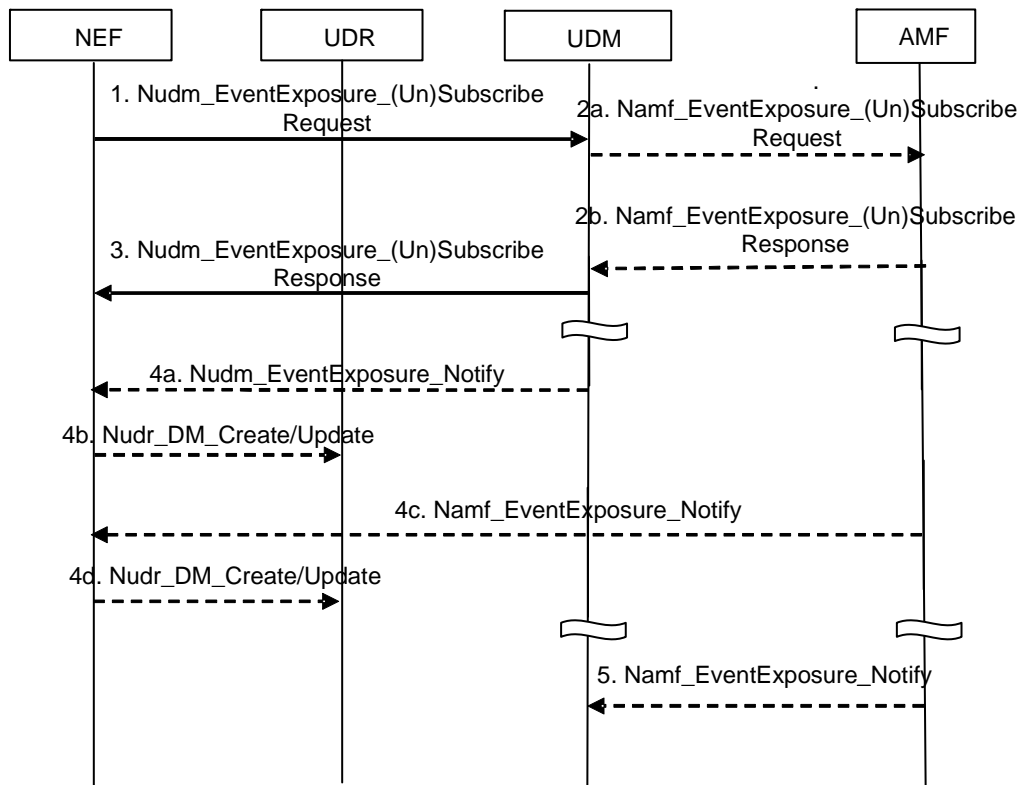 NEF
UDR
UDM
AMF
1. Nudm_EventExposure_(Un)Subscribe
Request
.
2a. Namf_EventExposure_(Un)Subscribe
Request
2b. Namf_EventExposure_(Un)Subscribe
Response
3. Nudm_EventExposure_(Un)Subscribe
Response
4a. Nudm_EventExposure_Notify
4b. Nudr_DM_Create/Update
4c. Namf_EventExposure_Notify
4d. Nudr_DM_Create/Update
5. Namf_EventExposure_Notify